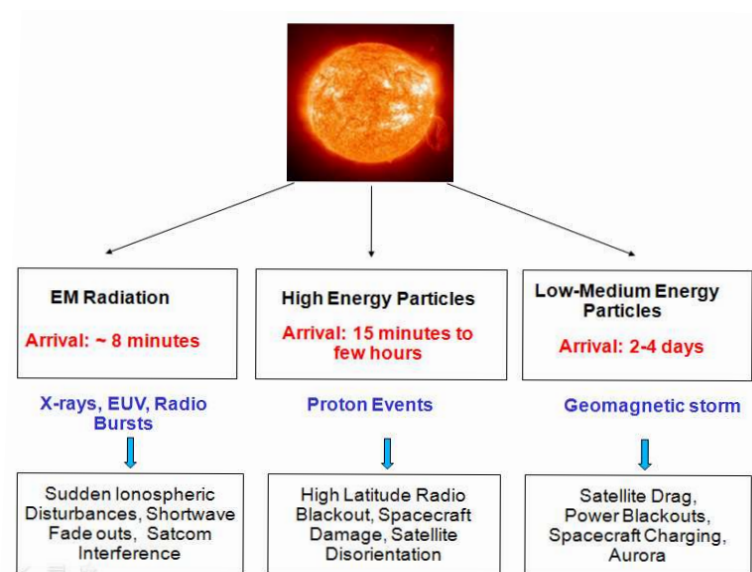 EM Radiation
Arrival: ~ 8 minutes
High Energy Particles
Arrival: 15 minutes to
few hours
Low-Medium Energy
Particles
Arrival: 2-4 days
X-rays, EUV, Radio
Bursts
Proton Events
Geomagnetic storm
Sudden Ionospheric
Disturbances, Shortwave
Fade outs, Satcom
Interference
High Latitude Radio
Blackout, Spacecraft
Damage, Satellite
Disorientation
Satellite Drag,
Power Blackouts,
Spacecraft Charging,
Aurora